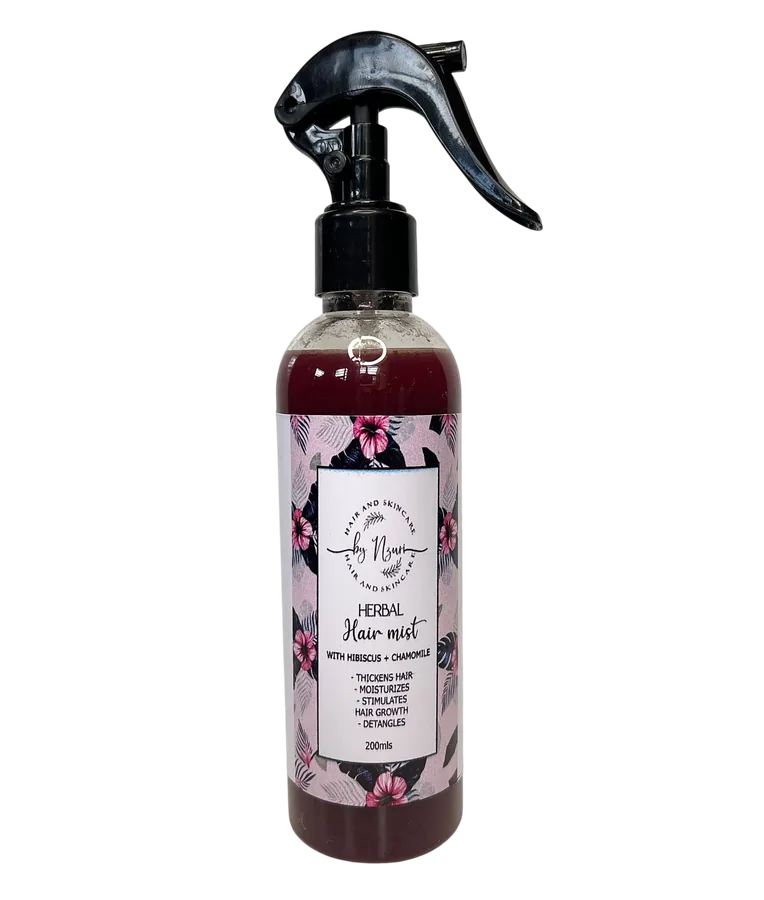 HAIR AND SKINCARE
by Nzuri
HAIR AND SKINCARE
HERBAL
Hair mist
WITH HIBISCUS + CHAMOMILE
- THICKENS HAIR
- MOISTURIZES
- STIMULATES
HAIR GROWTH
- DETANGLES
200mls